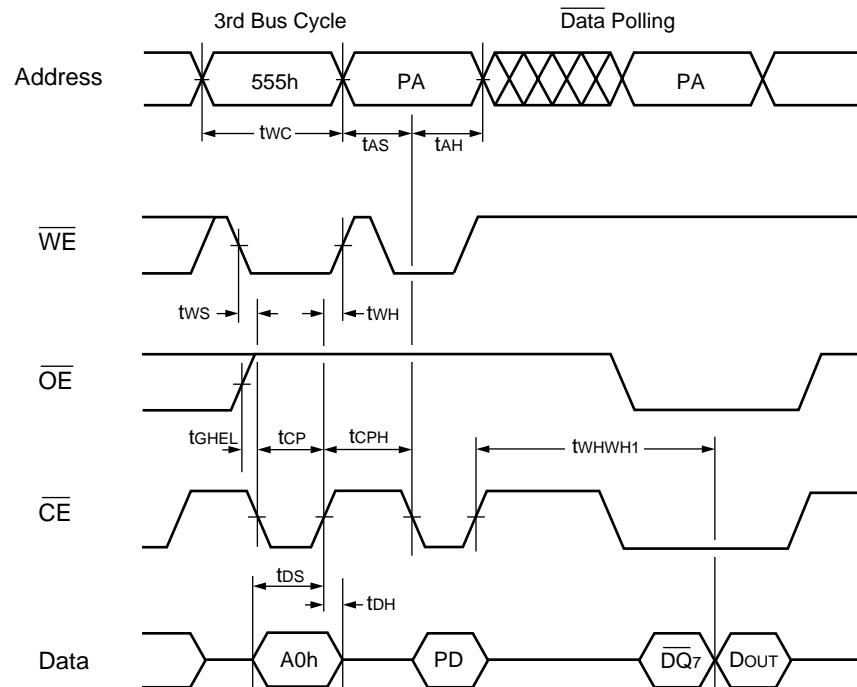 3rd Bus Cycle
Data Polling
Address
555h
PA
PA
tWC
tAS
tAH
WE
tWS
tWH
OE
tGHEL
tCP
tCPH
tWHWH1
CE
tDS
tDH
Data
A0h
PD
DQ7
DOUT